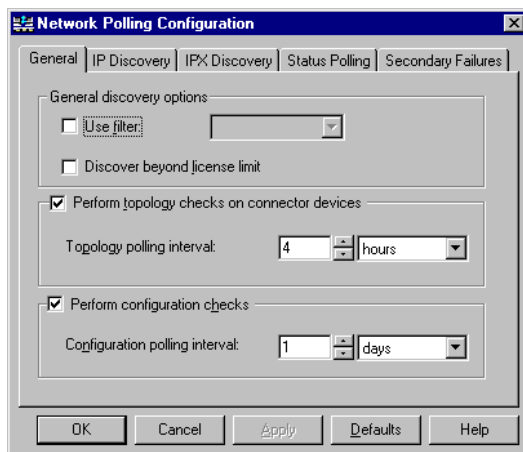 Network Polling Configuration
General IP Discovery IPX Discovery Status Polling Secondary Failures
General discovery options
Use filter:
Discover beyond license limit
Perform topology checks on connector devices
Topology polling interval: 4 hours
Perform configuration checks
Configuration polling interval: 1 days
OK Cancel Apply Defaults Help